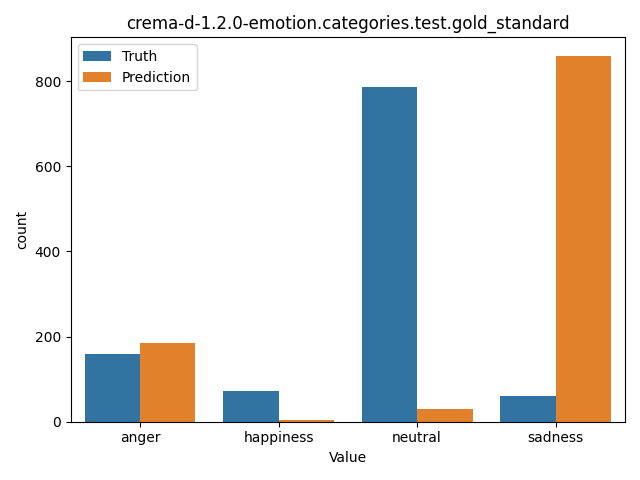 crema-d-1.2.0-emotion.categories.test.gold_standard
Truth
Prediction
count
800
600
400
200
0
anger happiness neutral sadness
Value